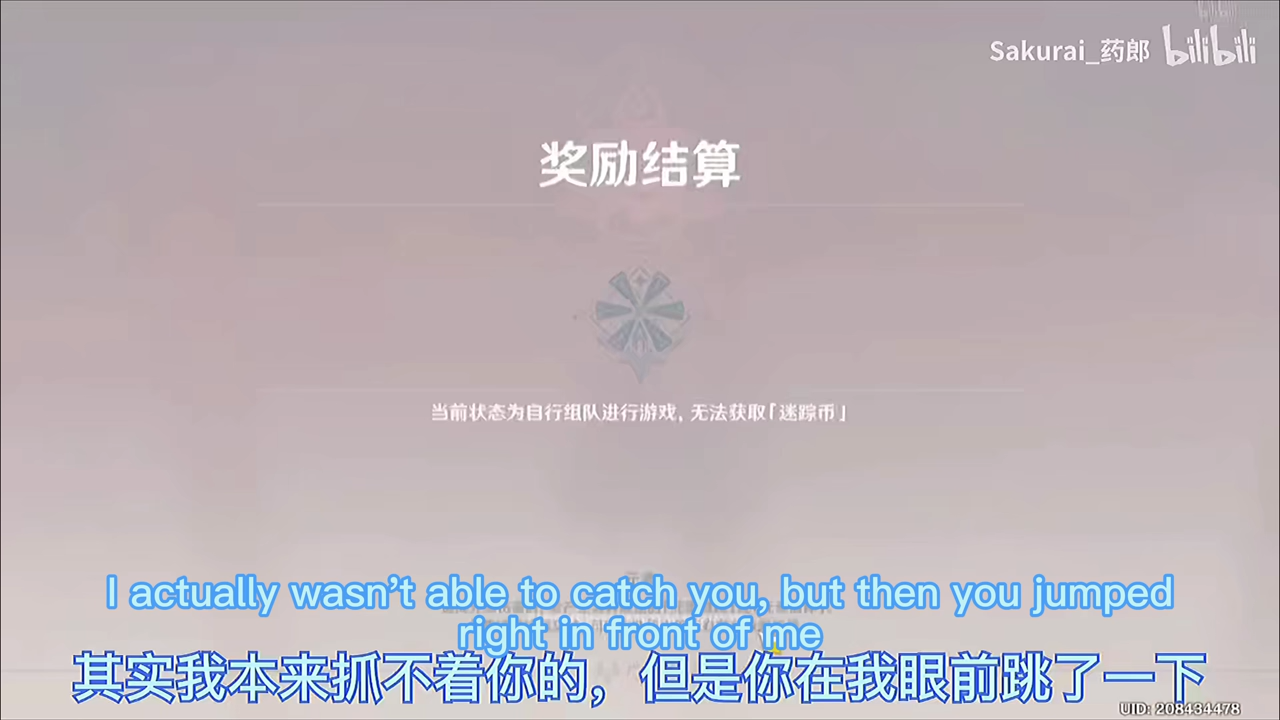 Sakurai_药郎 bilibili
奖励结算
当前状态为自行组队进行游戏，无法获取「迷踪币」
I actually wasn't able to catch you, but then you jumped
right in front of me
其实我本来抓不着你的，但是你在我眼前跳了一下
UID: 208434478